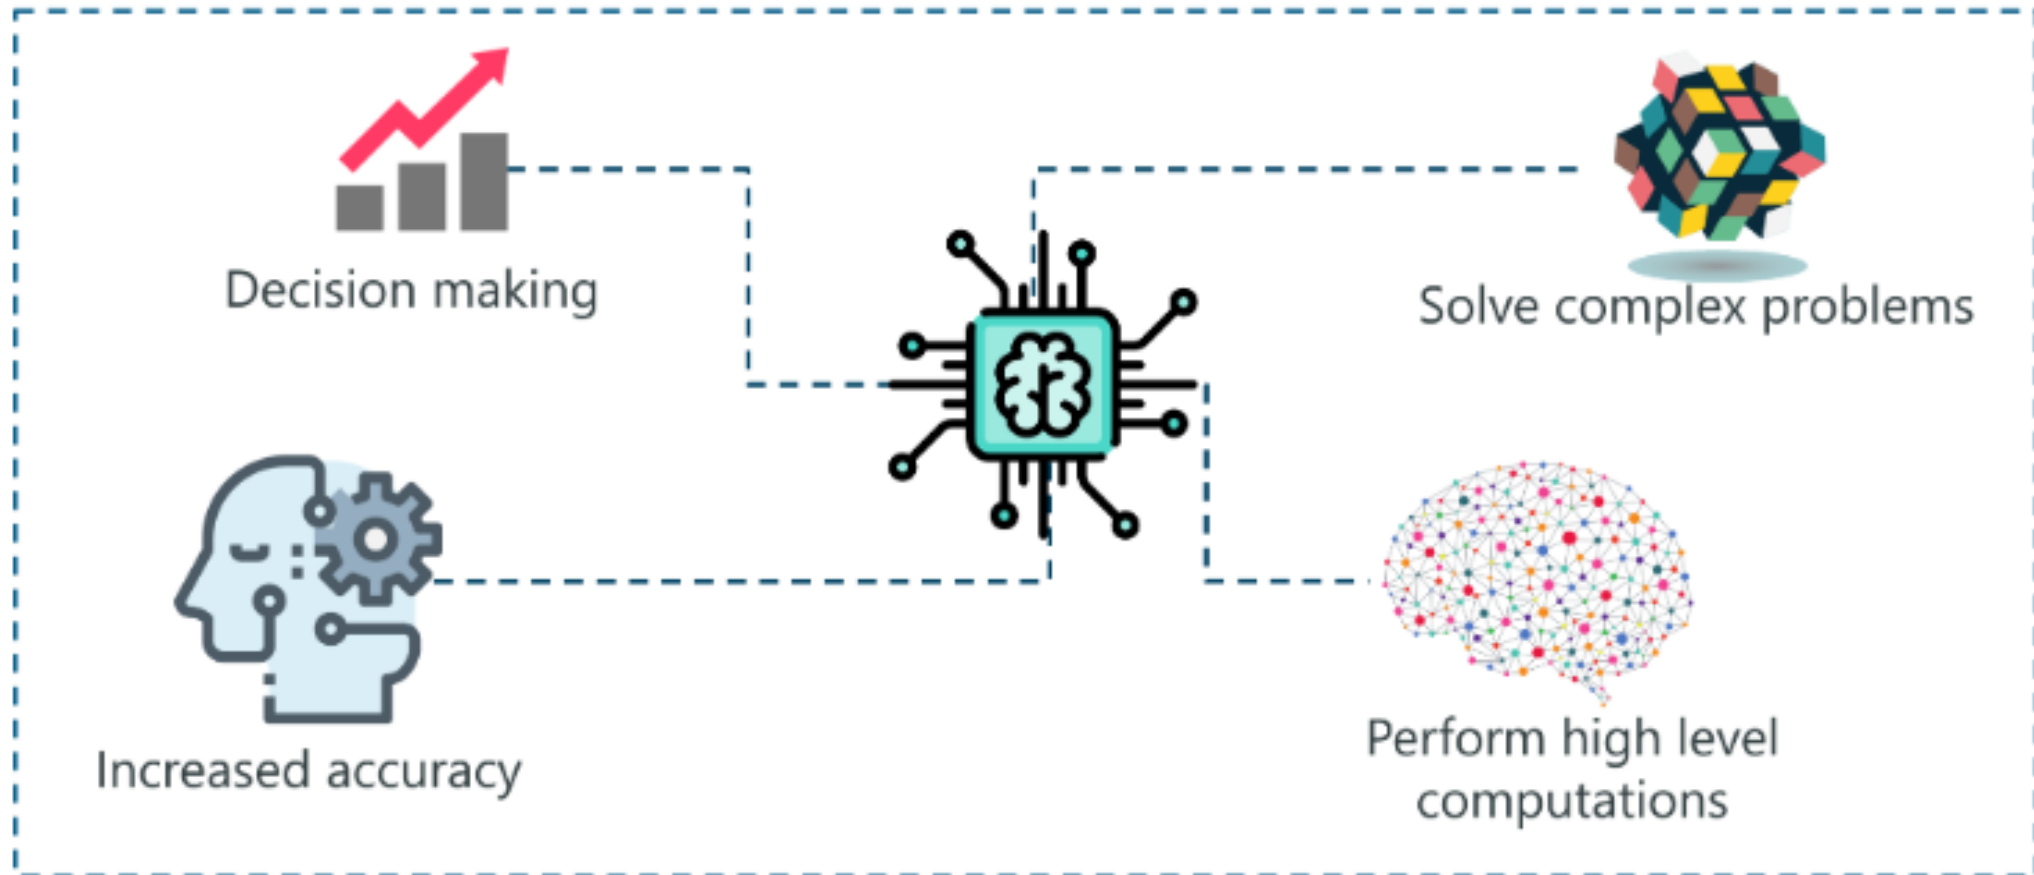 Decision making
Solve complex problems
Increased accuracy
Perform high level
computations